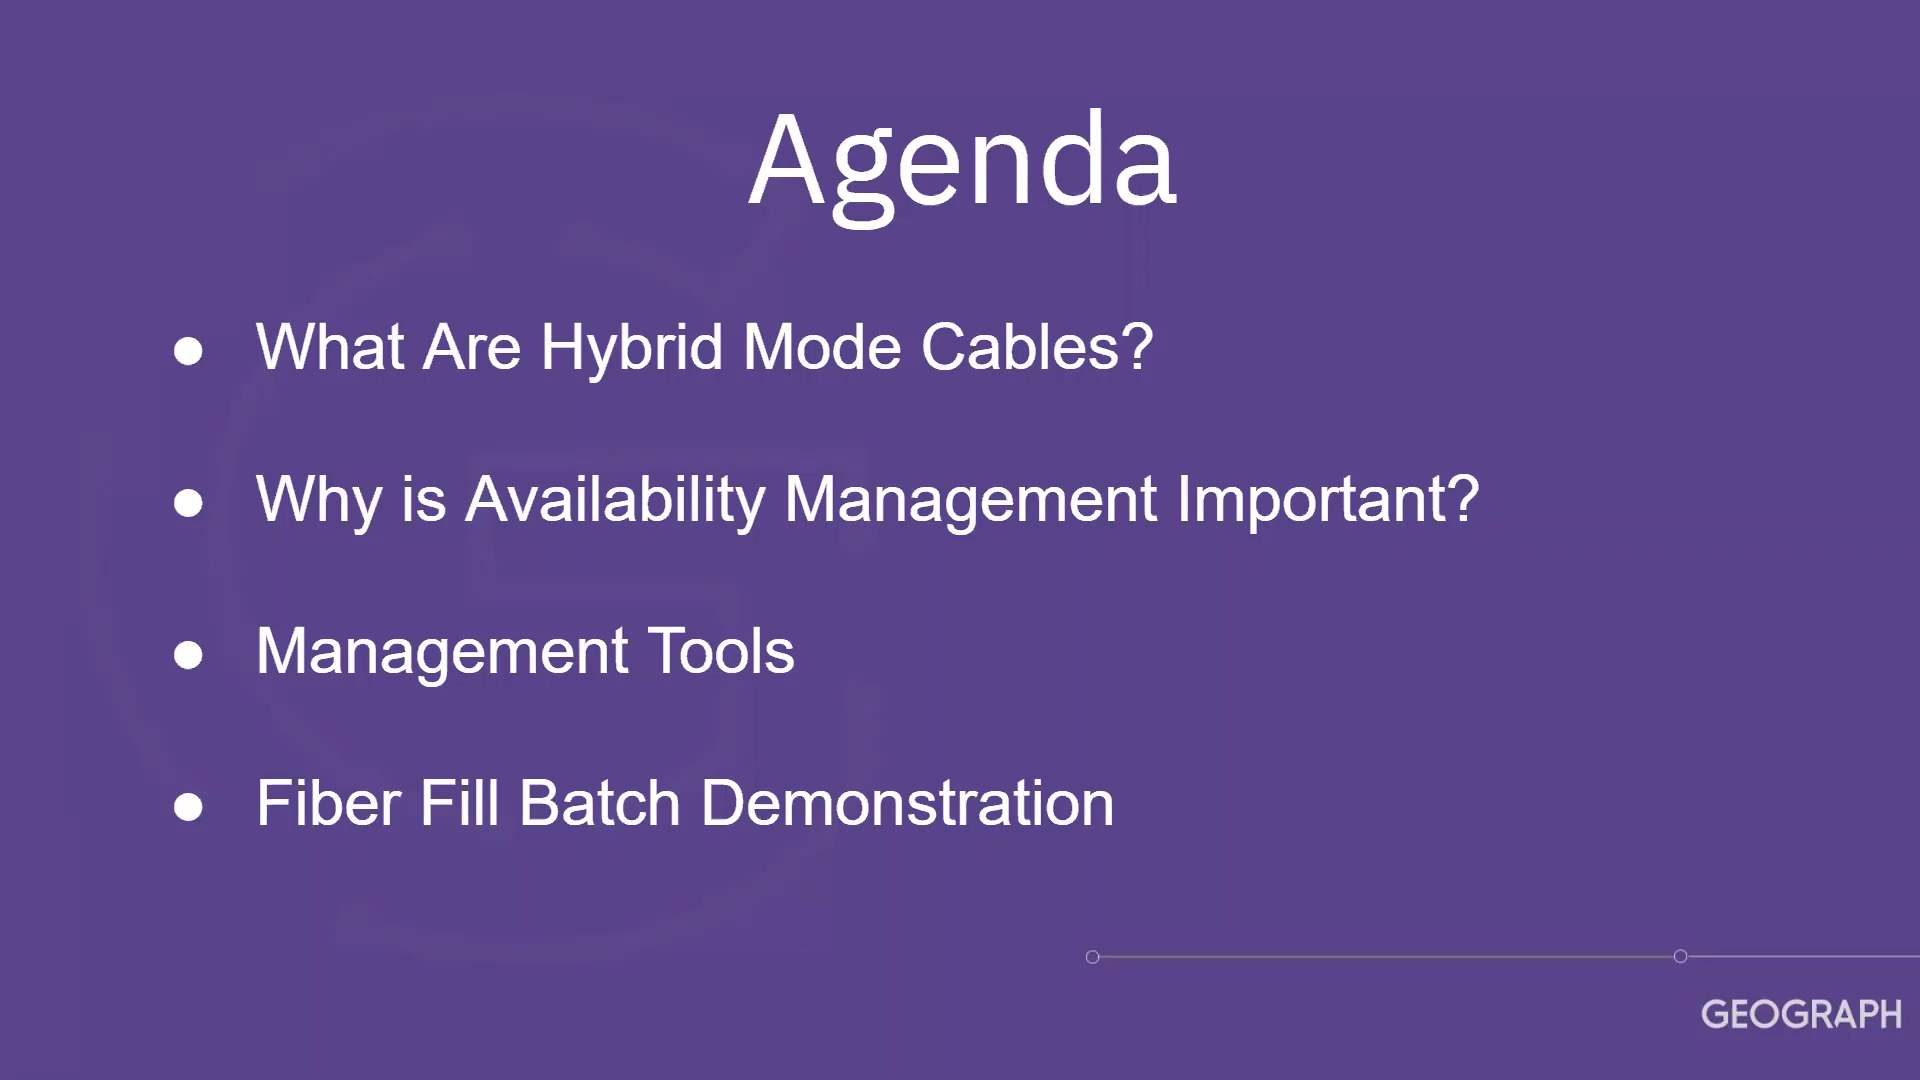 Agenda
● What Are Hybrid Mode Cables?
● Why is Availability Management Important?
● Management Tools
● Fiber Fill Batch Demonstration
GEOGRAPH